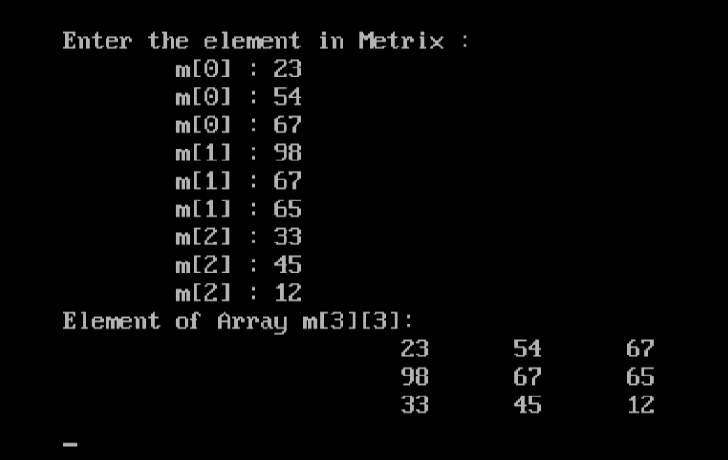 Enter the element in Metrix :
m[0] : 23
m[0] : 54
m[0] : 67
m[1] : 98
m[1] : 67
m[1] : 65
m[2] : 33
m[2] : 45
m[2] : 12
Element of Array m[3][3]:
23 54 67
98 67 65
33 45 12